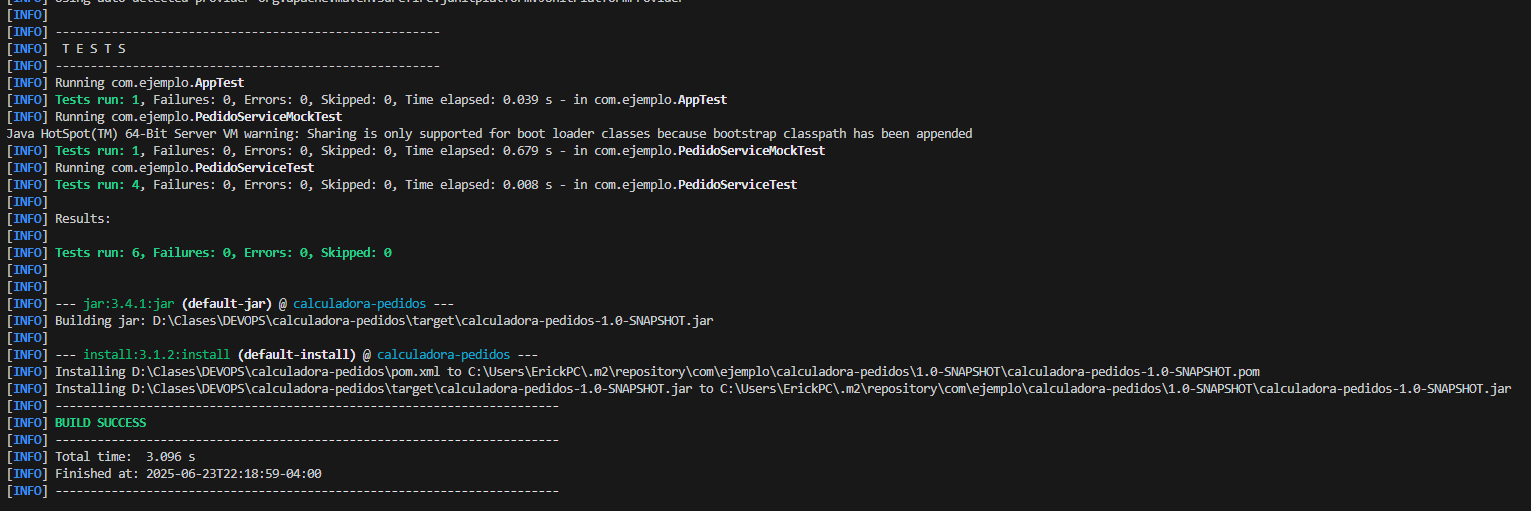 [INFO] Using auto detected provider org.apache.maven.surefire.junitplatform.JUnitPlatformProvider
[INFO]
[INFO] -------------------------------------------------------
[INFO]  T E S T S
[INFO] -------------------------------------------------------
[INFO] Running com.ejemplo.AppTest
[INFO] Tests run: 1, Failures: 0, Errors: 0, Skipped: 0, Time elapsed: 0.039 s - in com.ejemplo.AppTest
[INFO] Running com.ejemplo.PedidoServiceMockTest
Java HotSpot(TM) 64-Bit Server VM warning: Sharing is only supported for boot loader classes because bootstrap classpath has been appended
[INFO] Tests run: 1, Failures: 0, Errors: 0, Skipped: 0, Time elapsed: 0.679 s - in com.ejemplo.PedidoServiceMockTest
[INFO] Running com.ejemplo.PedidoServiceTest
[INFO] Tests run: 4, Failures: 0, Errors: 0, Skipped: 0, Time elapsed: 0.008 s - in com.ejemplo.PedidoServiceTest
[INFO]
[INFO] Results:
[INFO]
[INFO] Tests run: 6, Failures: 0, Errors: 0, Skipped: 0
[INFO]
[INFO]
[INFO] --- jar:3.4.1:jar (default-jar) @ calculadora-pedidos ---
[INFO] Building jar: D:\Clases\DEVOPS\calculadora-pedidos\target\calculadora-pedidos-1.0-SNAPSHOT.jar
[INFO]
[INFO] --- install:3.1.2:install (default-install) @ calculadora-pedidos ---
[INFO] Installing D:\Clases\DEVOPS\calculadora-pedidos\pom.xml to C:\Users\ErickPC\.m2\repository\com\ejemplo\calculadora-pedidos\1.0-SNAPSHOT\calculadora-pedidos-1.0-SNAPSHOT.pom
[INFO] Installing D:\Clases\DEVOPS\calculadora-pedidos\target\calculadora-pedidos-1.0-SNAPSHOT.jar to C:\Users\ErickPC\.m2\repository\com\ejemplo\calculadora-pedidos\1.0-SNAPSHOT\calculadora-pedidos-1.0-SNAPSHOT.jar
[INFO] ------------------------------------------------------------------------
[INFO] BUILD SUCCESS
[INFO] ------------------------------------------------------------------------
[INFO] Total time:  3.096 s
[INFO] Finished at: 2025-06-23T22:18:59-04:00
[INFO] ------------------------------------------------------------------------